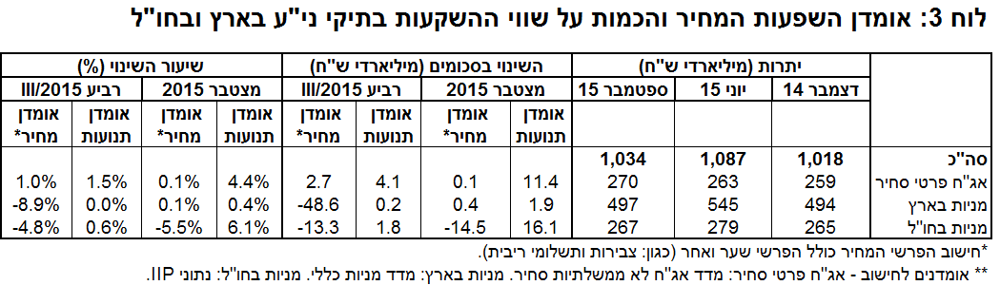 לוח 3: אומדן השפעות המחיר והכמות על שווי ההשקעות בתיקי ני"ע בארץ ובחו"ל
יתרות (מיליארדי ש"ח) השינוי בסכומים (מיליארדי ש"ח) שיעור השינוי (%)
דצמבר 14 יוני 15 ספטמבר 15 מצטבר 2015 רביע III/2015 מצטבר 2015 רביע III/2015
אומדן תנועות אומדן מחיר* אומדן תנועות אומדן מחיר* אומדן תנועות אומדן מחיר* אומדן תנועות אומדן מחיר*
סה"כ 1,018 1,087 1,034
אג"ח פרטי סחיר 259 263 270 11.4 0.1 4.1 2.7 4.4% 0.1% 1.5% 1.0%
מניות בארץ 494 545 497 1.9 0.4 0.2 -48.6 0.4% 0.1% 0.0% -8.9%
מניות בחו"ל 265 279 267 16.1 -14.5 1.8 -13.3 6.1% -5.5% 0.6% -4.8%
*חישוב הפרשי המחיר כולל הפרשי שער ואחר (כגון: צבירות ותשלומי ריבית).
** אומדנים לחישוב - אג"ח פרטי סחיר: מדד אג"ח לא ממשלתיות סחיר. מניות בארץ: מדד מניות כללי. מניות בחו"ל: נתוני IIP.